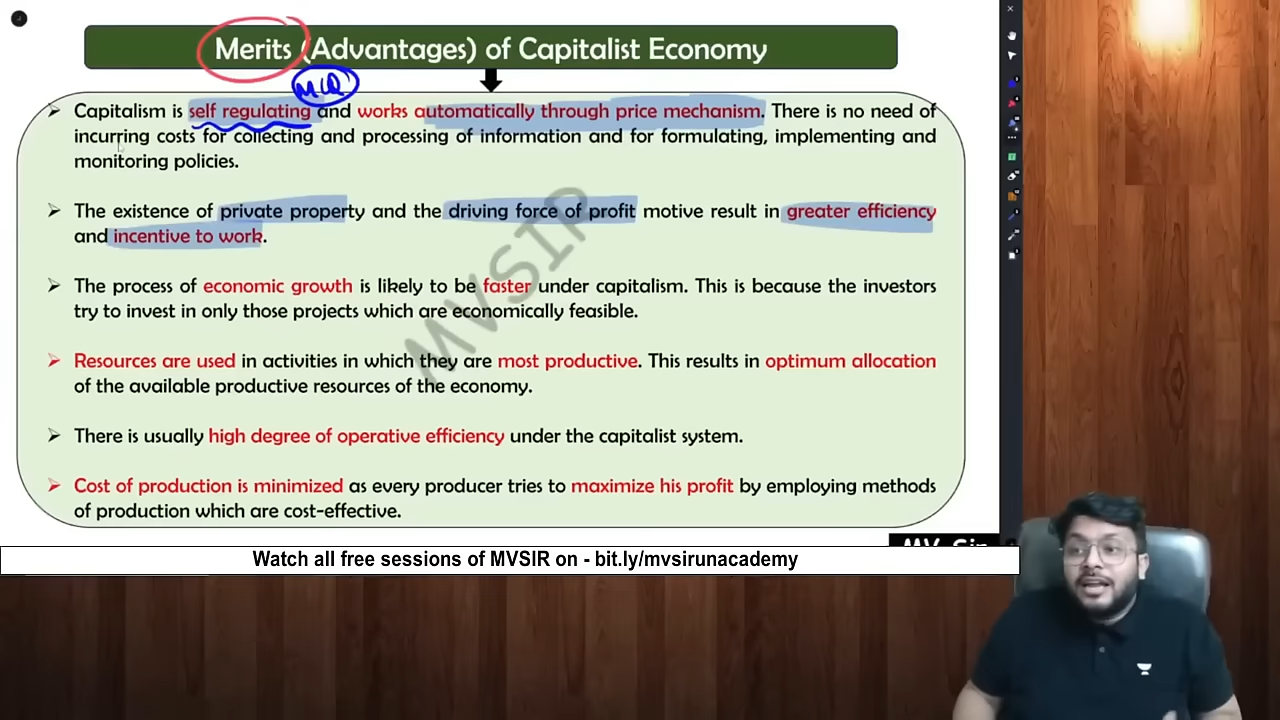 Merits (Advantages) of Capitalist Economy
MCQ
➢ Capitalism is self regulating and works automatically through price mechanism. There is no need of
incurring costs for collecting and processing of information and for formulating, implementing and
monitoring policies.
➢ The existence of private property and the driving force of profit motive result in greater efficiency
and incentive to work.
➢ The process of economic growth is likely to be faster under capitalism. This is because the investors
try to invest in only those projects which are economically feasible.
➢ Resources are used in activities in which they are most productive. This results in optimum allocation
of the available productive resources of the economy.
➢ There is usually high degree of operative efficiency under the capitalist system.
➢ Cost of production is minimized as every producer tries to maximize his profit by employing methods
of production which are cost-effective.
MVSIR
MV Sir
Watch all free sessions of MVSIR on - bit.ly/mvsirunacademy